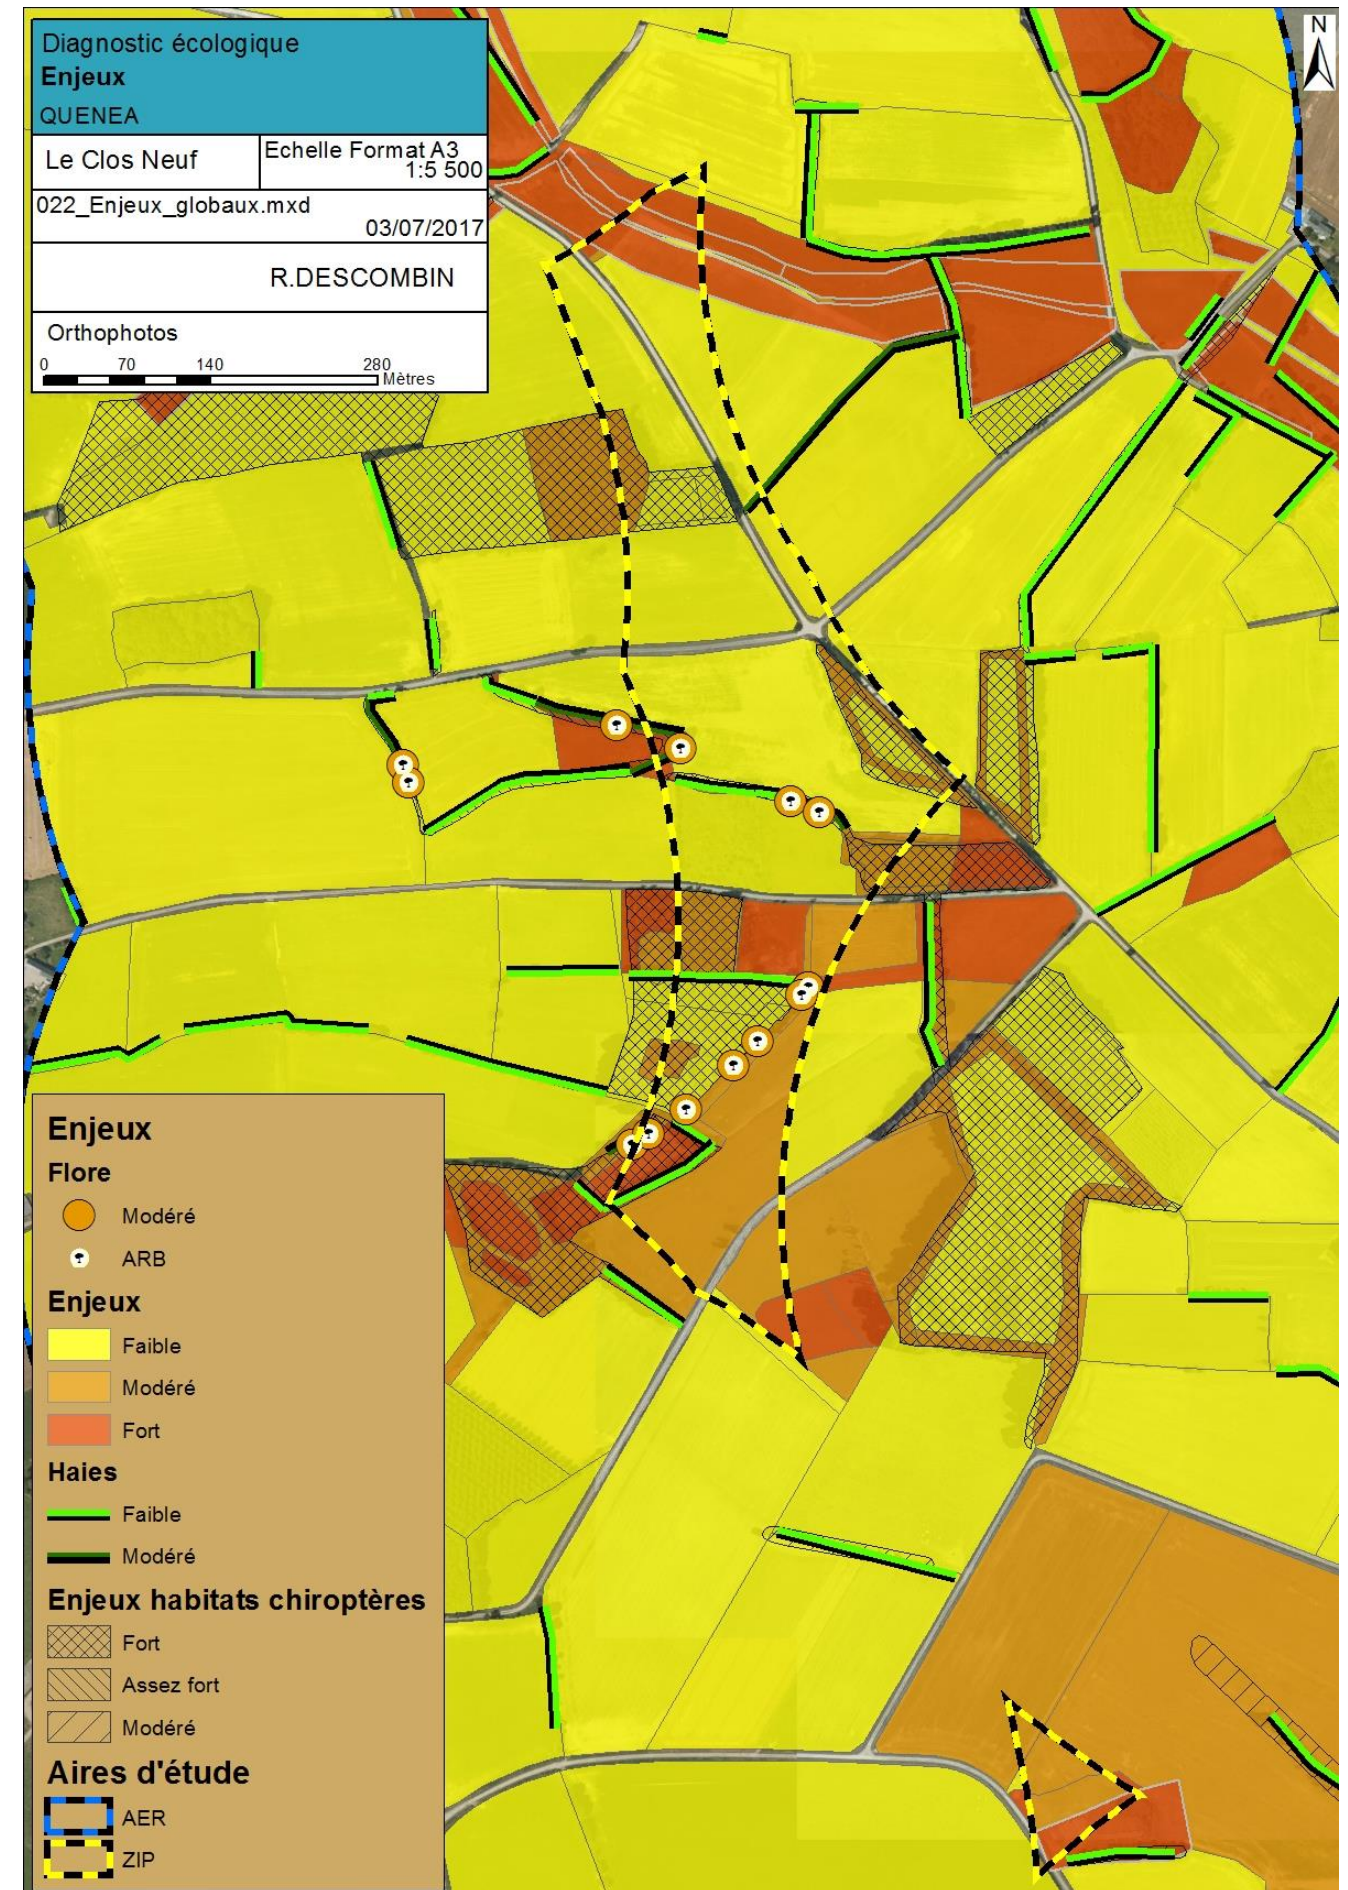 Diagnostic écologique
Enjeux
QUENEA
Le Clos Neuf
Echelle Format A3
1:5 500
022_Enjeux_globaux.mxd
03/07/2017
R.DESCOMBIN
Orthophotos
0 70 140 280
Mètres
N
Enjeux
Flore
Modéré
ARB
Enjeux
Faible
Modéré
Fort
Haies
Faible
Modéré
Enjeux habitats chiroptères
Fort
Assez fort
Modéré
Aires d'étude
AER
ZIP